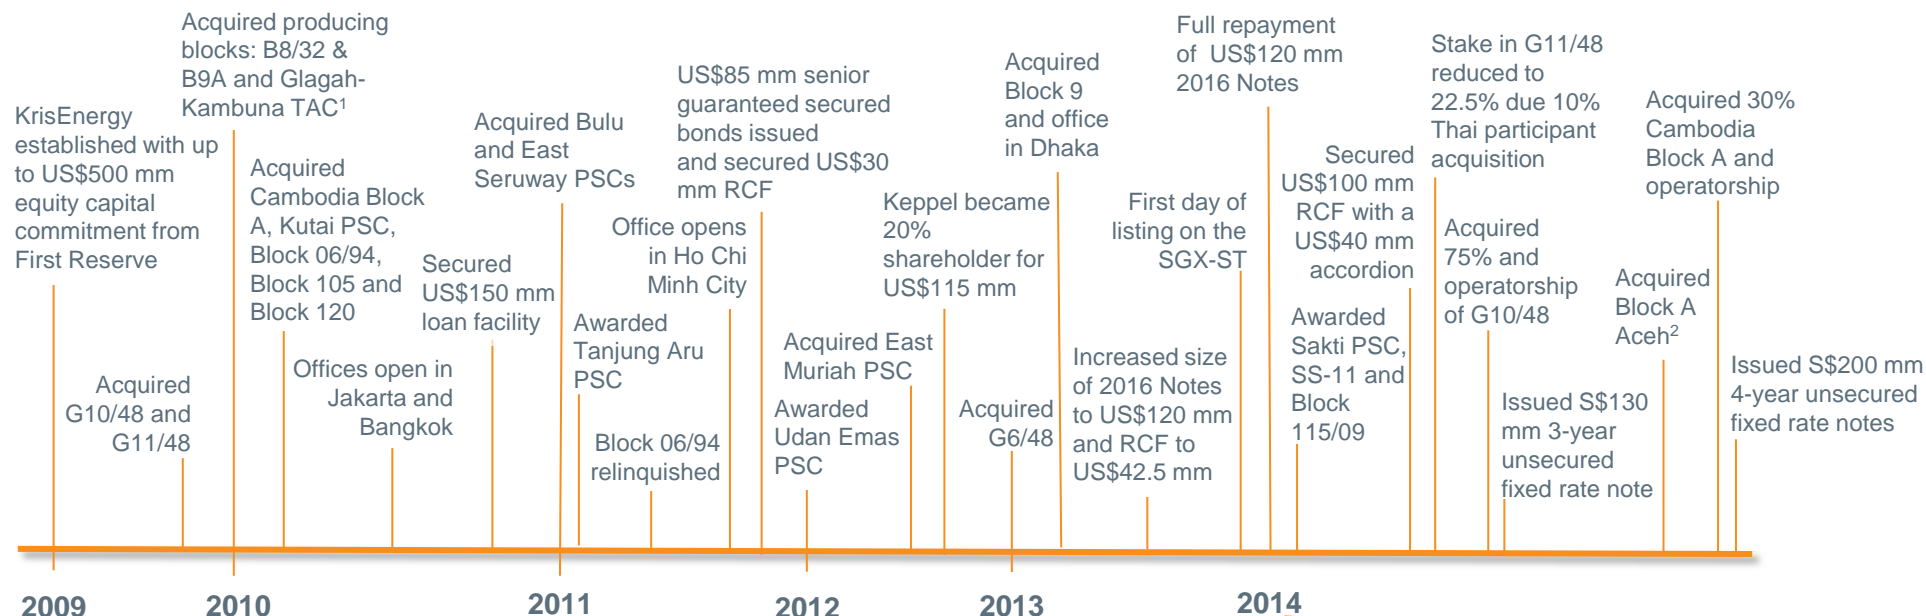 KrisEnergy
established with up
to US$500 mm
equity capital
commitment from
First Reserve
Acquired
G10/48 and
G11/48
Acquired producing
blocks: B8/32 &
B9A and Glagah-
Kambuna TAC¹
Acquired
Cambodia Block
A, Kutai PSC,
Block 06/94,
Block 105 and
Block 120
Offices open in
Jakarta and
Bangkok
Secured
US$150 mm
loan facility
Acquired Bulu
and East
Seruway PSCs
Awarded
Tanjung Aru
PSC
Block 06/94
relinquished
Office opens
in Ho Chi
Minh City
US$85 mm senior
guaranteed secured
bonds issued
and secured US$30
mm RCF
Awarded
Udan Emas
PSC
Acquired East
Muriah PSC
Keppel became
20%
shareholder for
US$115 mm
Acquired
G6/48
Acquired
Block 9
and office
in Dhaka
Increased size
of 2016 Notes
to US$120 mm
and RCF to
US$42.5 mm
First day of
listing on the
SGX-ST
Full repayment
of US$120 mm
2016 Notes
Awarded
Sakti PSC,
SS-11 and
Block
115/09
Secured
US$100 mm
RCF with a
US$40 mm
accordion
Stake in G11/48
reduced to
22.5% due 10%
Thai participant
acquisition
Acquired
75% and
operatorship
of G10/48
Issued S$130
mm 3-year
unsecured
fixed rate note
Acquired
Block A
Aceh²
Acquired 30%
Cambodia
Block A and
operatorship
Issued S$200 mm
4-year unsecured
fixed rate notes
2009
2010
2011
2012
2013
2014